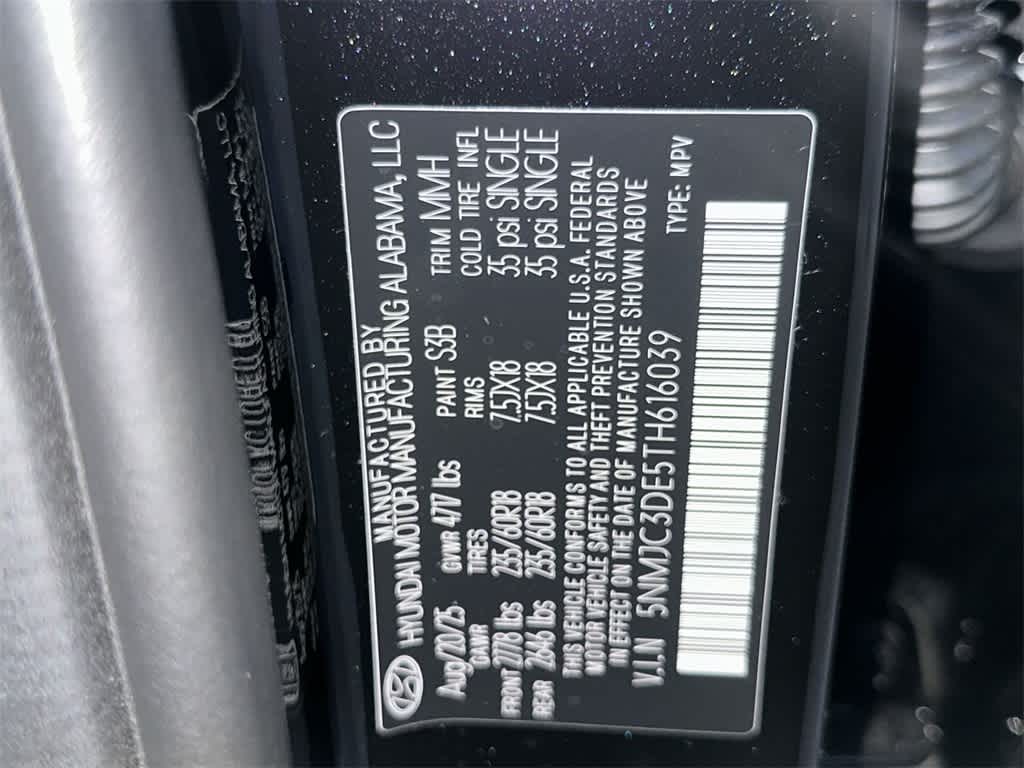 MANUFACTURED BY
HYUNDAI MOTOR MANUFACTURING ALABAMA, LLC
Aug/20/25 GVWR 4717 lbs PAINT S3B TRIM MMH
GAWR TIRES RIMS COLD TIRE INFL
FRONT 2778 lbs 235/60R18 7.5JX18 35 psi SINGLE
REAR 2646 lbs 235/60R18 7.5JX18 35 psi SINGLE
THIS VEHICLE CONFORMS TO ALL APPLICABLE U.S.A. FEDERAL
MOTOR VEHICLE SAFETY AND THEFT PREVENTION STANDARDS
IN EFFECT ON THE DATE OF MANUFACTURE SHOWN ABOVE
V.I.N 5NMJC3DE5TH616039
TYPE: MPV